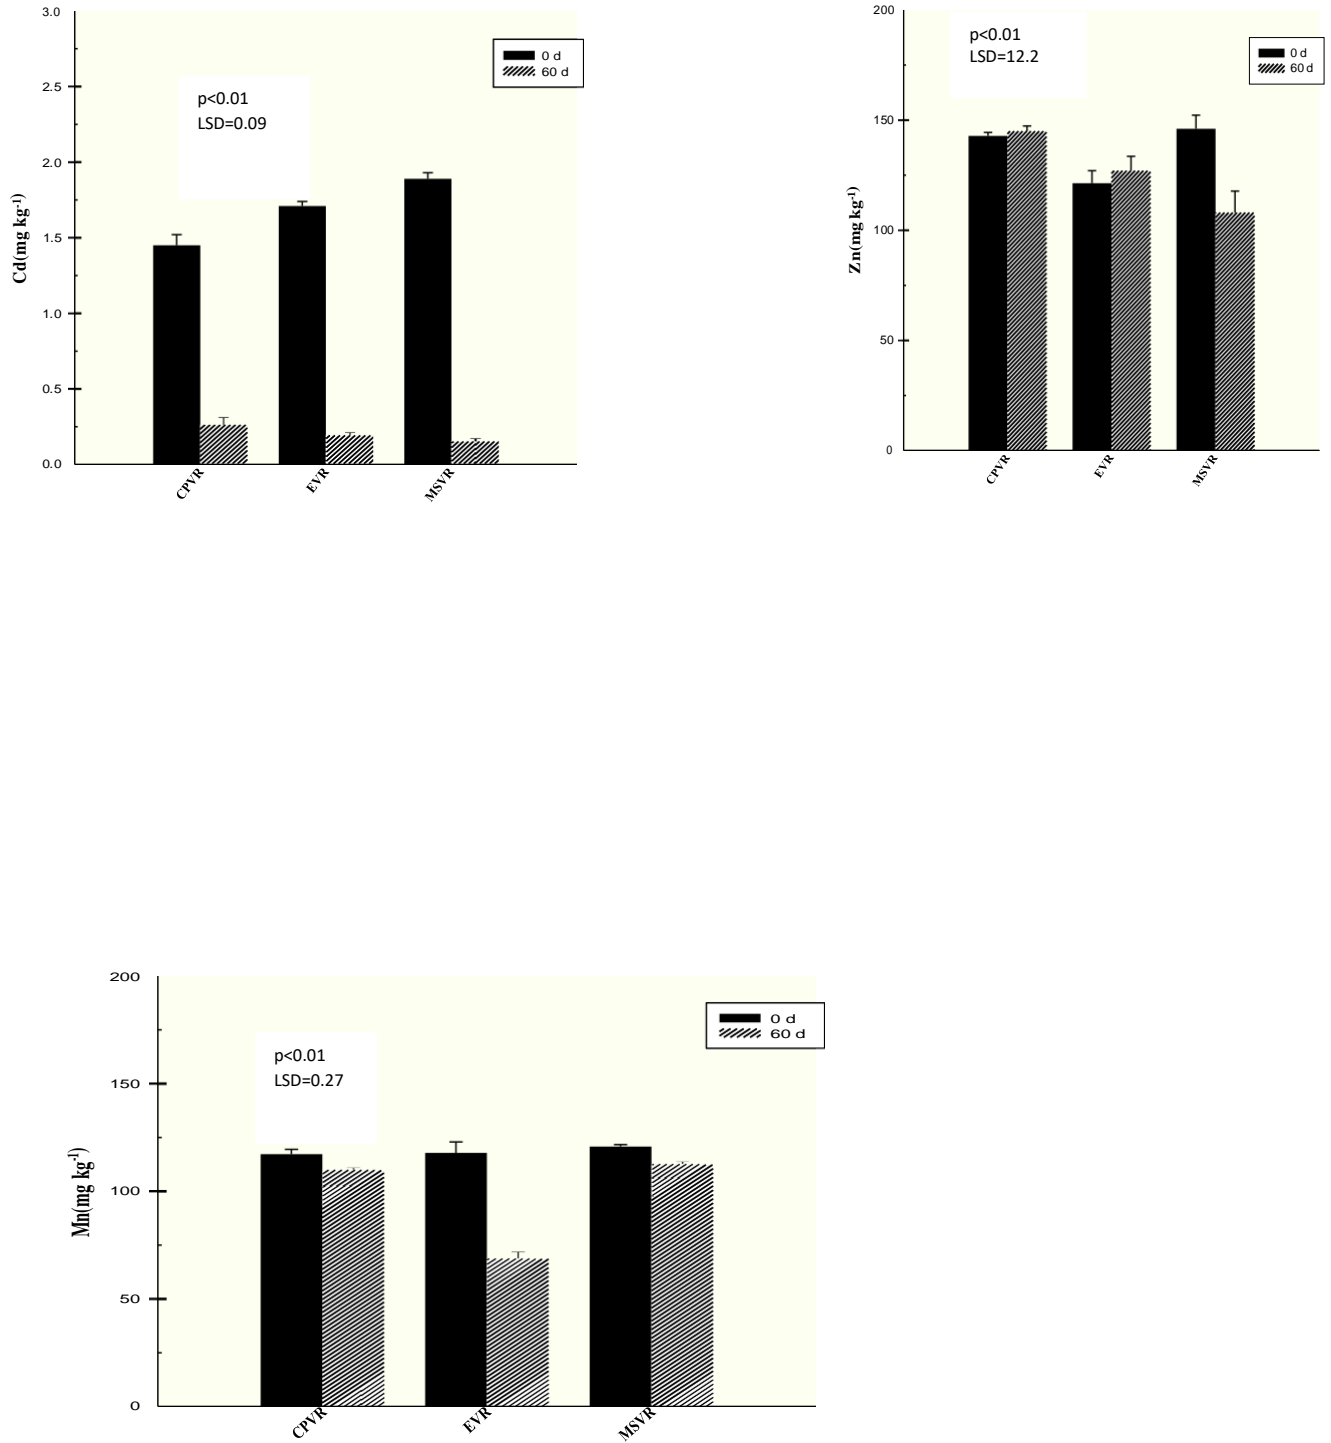 3.0
2.5
2.0
1.5
1.0
0.5
0.0
Cd(mg kg-1)
p<0.01
LSD=0.09
0 d
60 d
CPVR
EVR
MSVR
200
150
100
50
0
Zn(mg kg-1)
p<0.01
LSD=12.2
0 d
60 d
CPVR
EVR
MSVR
200
150
100
50
0
Mn(mg kg-1)
p<0.01
LSD=0.27
0 d
60 d
CPVR
EVR
MSVR